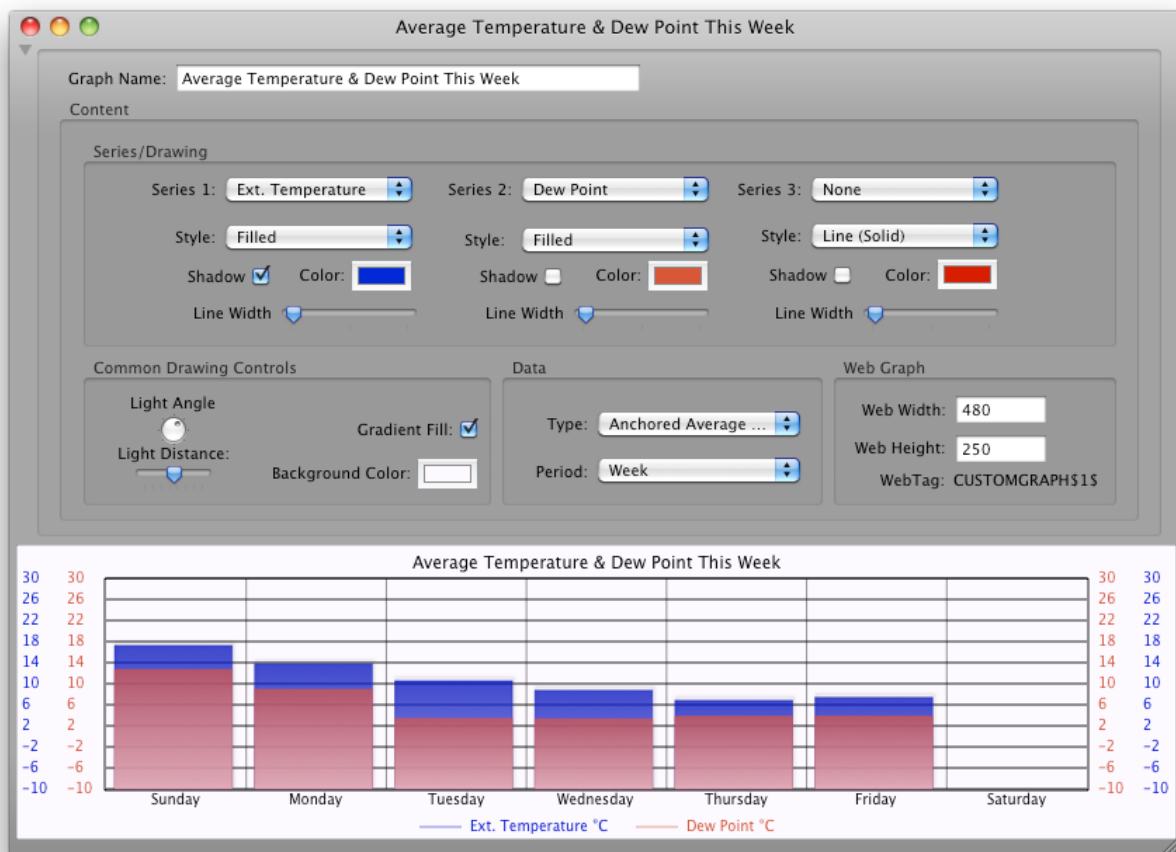 Average Temperature & Dew Point This Week
Graph Name: Average Temperature & Dew Point This Week
Content
Series/Drawing
Series 1: Ext. Temperature Series 2: Dew Point Series 3: None
Style: Filled Style: Filled Style: Line (Solid)
Shadow Color: Shadow Color: Shadow Color:
Line Width Line Width Line Width
Common Drawing Controls Data Web Graph
Light Angle
Gradient Fill: Type: Anchored Average ... Web Width: 480
Light Distance: Web Height: 250
Background Color: Period: Week WebTag: CUSTOMGRAPH$1$
Average Temperature & Dew Point This Week
30 30 30 30
26 26 26 26
22 22 22 22
18 18 18 18
14 14 14 14
10 10 10 10
6 6 6 6
2 2 2 2
-2 -2 -2 -2
-6 -6 -6 -6
-10 -10 -10 -10
Sunday Monday Tuesday Wednesday Thursday Friday Saturday
Ext. Temperature °C Dew Point °C